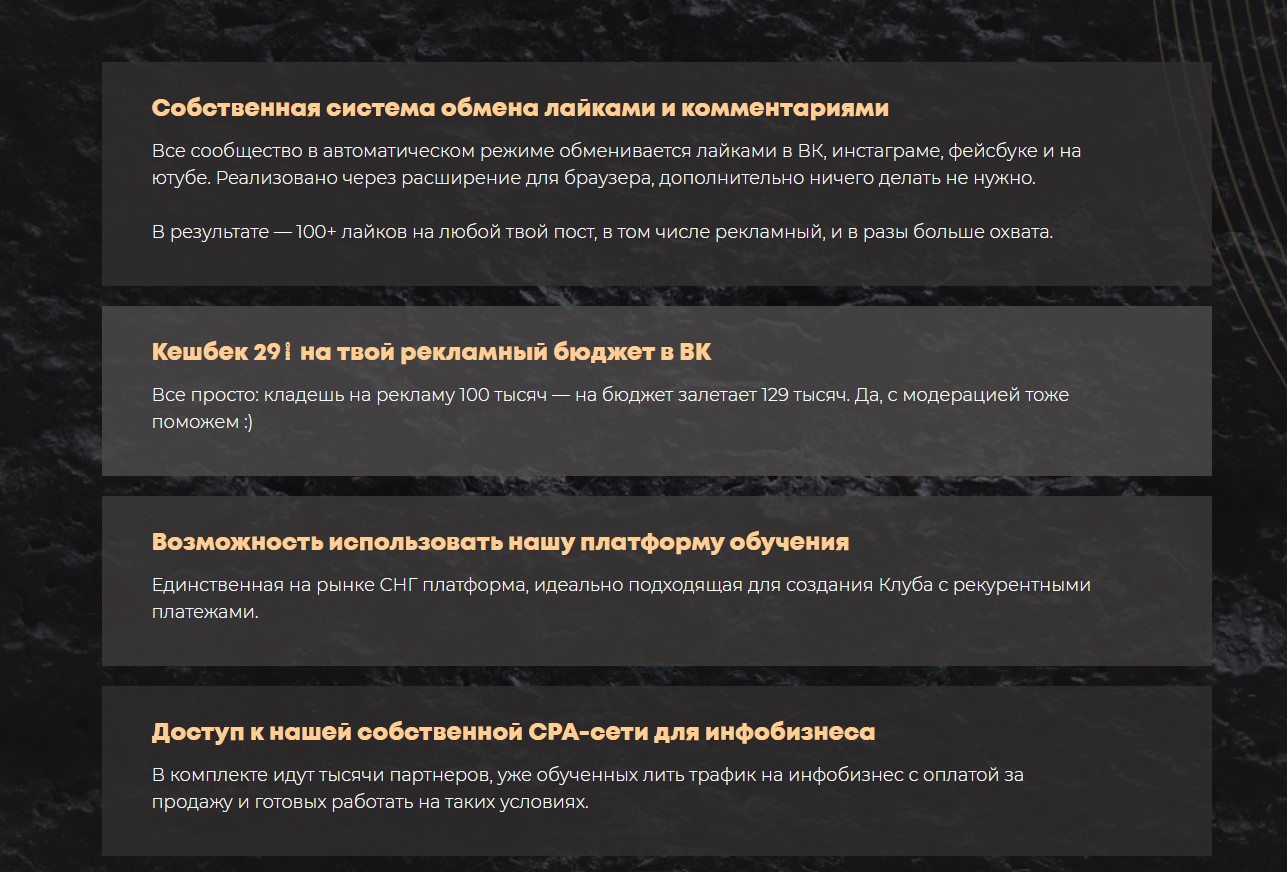 Собственная система обмена лайками и комментариями
Все сообщество в автоматическом режиме обменивается лайками в ВК, инстаграме, фейсбуке и на
ютубе. Реализовано через расширение для браузера, дополнительно ничего делать не нужно.
В результате — 100+ лайков на любой твой пост, в том числе рекламный, и в разы больше охвата.
Кешбек 29 на твой рекламный бюджет в ВК
Все просто: кладешь на рекламу 100 тысяч — на бюджет залетает 129 тысяч. Да, с модерацией тоже
поможем :)
Возможность использовать нашу платформу обучения
Единственная на рынке СНГ платформа, идеально подходящая для создания Клуба с рекурентными
платежами.
Доступ к нашей собственной CPA-сети для инфобизнеса
В комплекте идут тысячи партнеров, уже обученных лить трафик на инфобизнес с оплатой за
продажу и готовых работать на таких условиях.